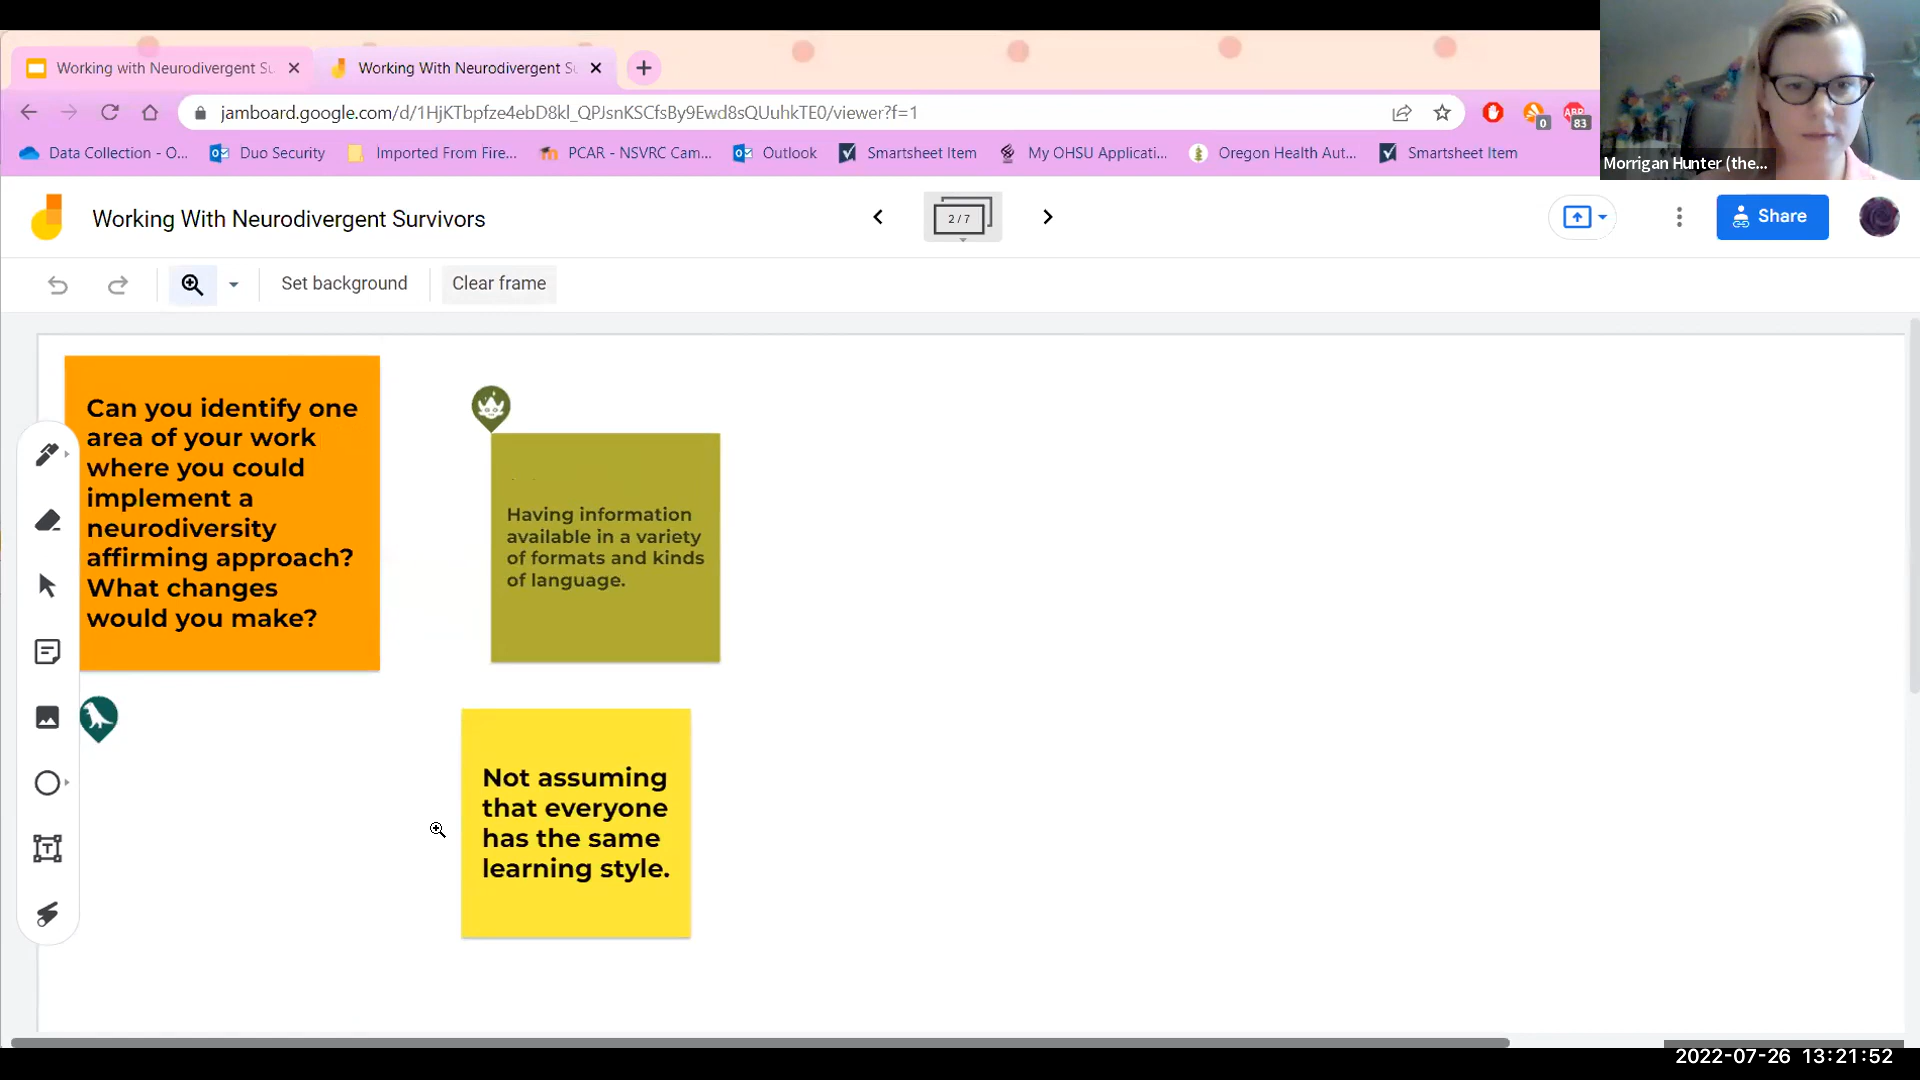 Working with Neurodivergent Su
Working With Neurodivergent Su
jamboard.google.com/d/1HjKTbpfze4ebD8kl_QPJsnKSCfsBy9Ewd8sQUuhkTE0/viewer?f=1
0
ABP
83
Data Collection - O...
Duo Security
Imported From Fire...
PCAR - NSVRC Cam...
Outlook
Smartsheet Item
My OHSU Applicati...
Oregon Health Aut...
Smartsheet Item
Morrigan Hunter (the...
Working With Neurodivergent Survivors
2 / 7
Share
Set background
Clear frame
Can you identify one
area of your work
where you could
implement a
neurodiversity
affirming approach?
What changes
would you make?
Having information
available in a variety
of formats and kinds
of language.
Not assuming
that everyone
has the same
learning style.
2022-07-26 13:21:52